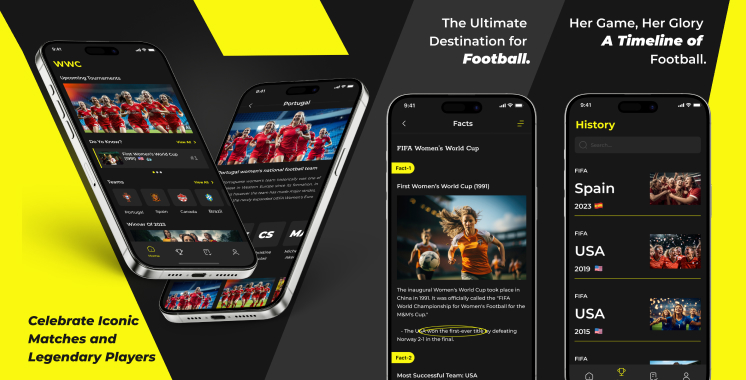 9:41
WWC
Upcoming Tournaments
Do Yo Know?
View All
First Women's World Cup
(1991)
#1
Teams
View All
Portugal
Spain
Canada
Brazil
Winner Of 2023
Home
Portugal
Portugal women's national football team
CS
Celebrate Iconic
Matches and
Legendary Players
The Ultimate
Destination for
Football.
9:41
Facts
FIFA Women's World Cup
Fact-1
First Women's World Cup (1991)
The inaugural Women's World Cup took place in
China in 1991. It was officially called the "FIFA
World Championship for Women's Football for the
M&M's Cup."
- The USA won the first-ever title by defeating
Norway 2-1 in the final.
Fact-2
Most Successful Team: USA
Her Game, Her Glory
A Timeline of
Football.
9:41
History
Search...
FIFA
Spain
2023
FIFA
USA
2019
FIFA
USA
2015
FIFA